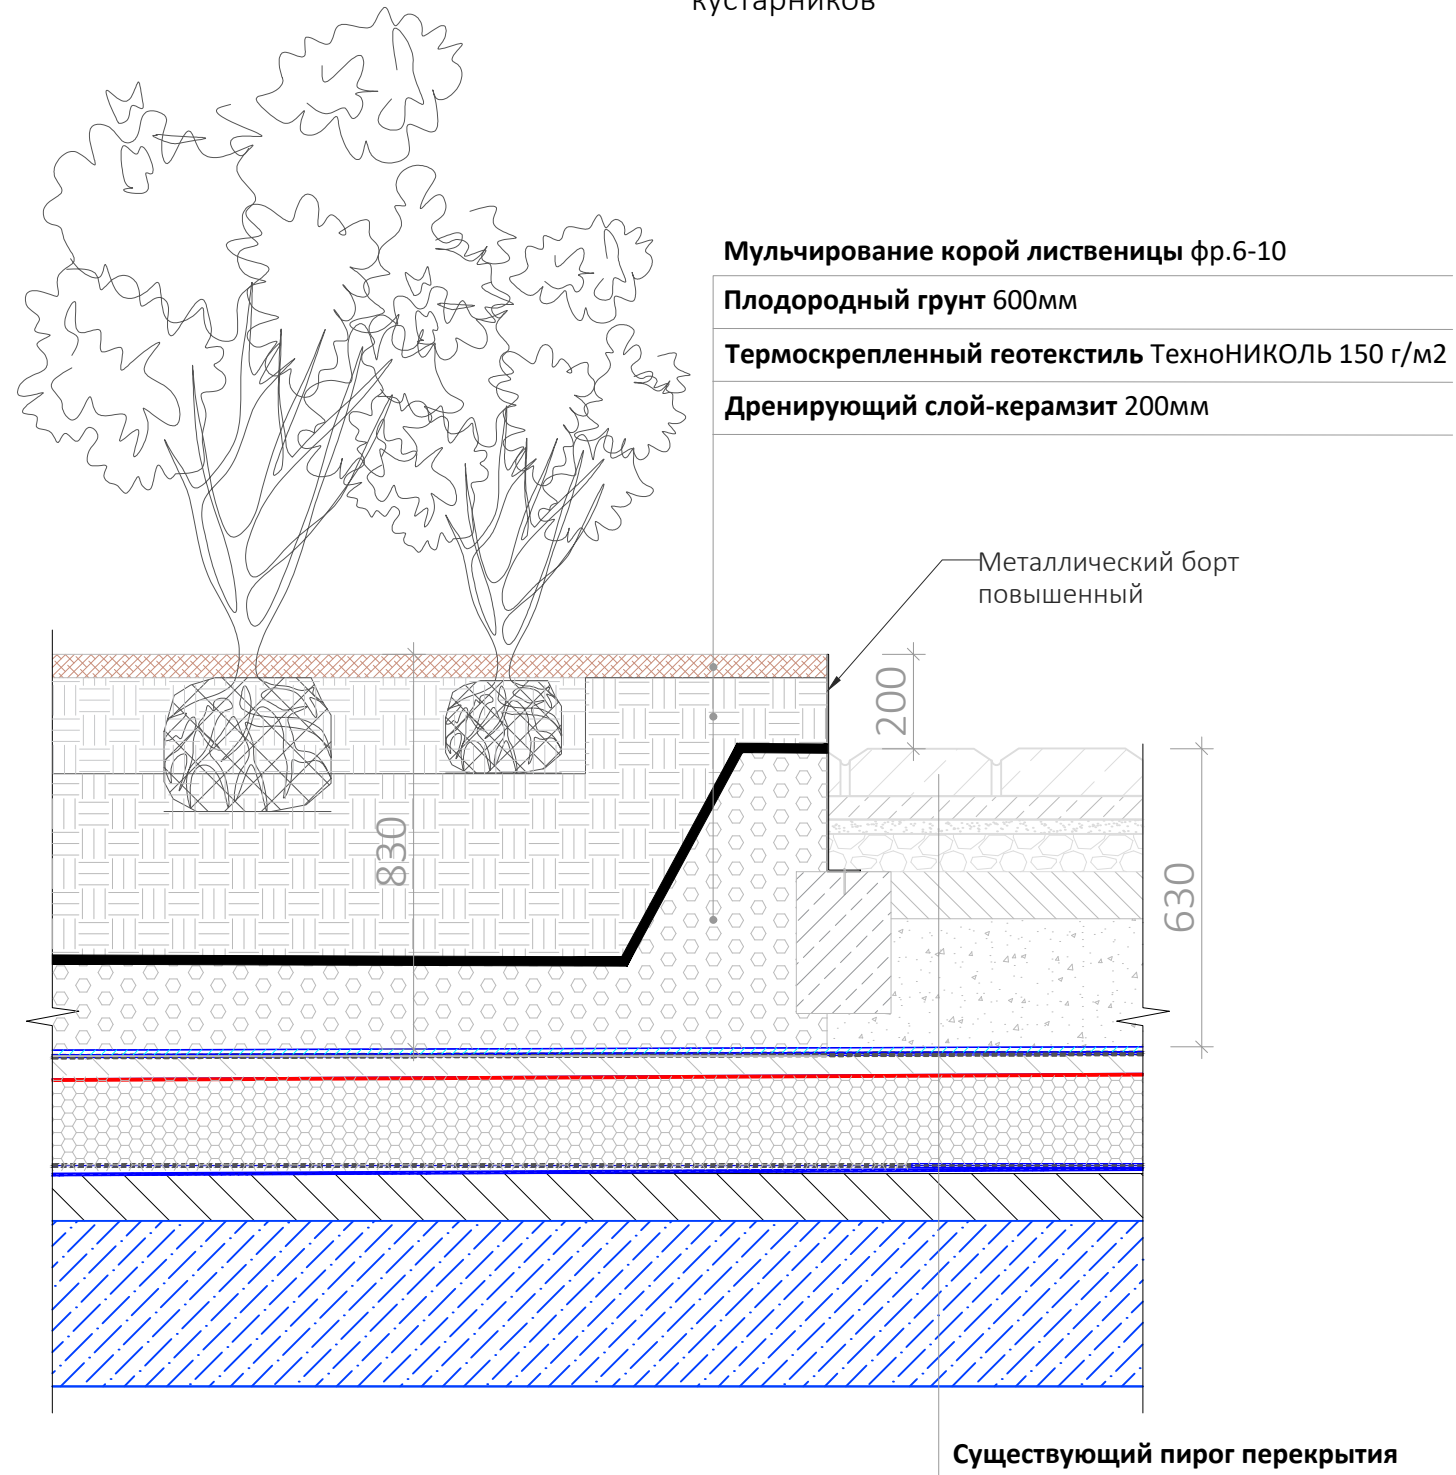 кустарников
Мульчирование корой лиственицы фр.6-10
Плодородный грунт 600мм
Термоскрепленный геотекстиль ТехноНИКОЛЬ 150 г/м2
Дренирующий слой-керамзит 200мм
Металлический борт
повышенный
200
830
630
Существующий пирог перекрытия